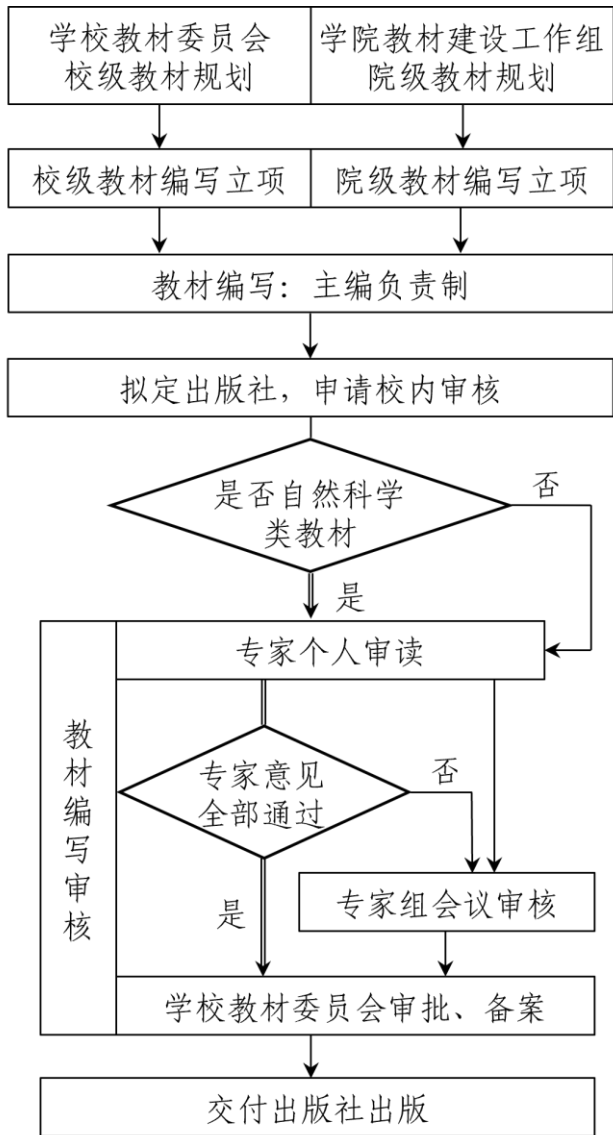 学校教材委员会
校级教材规划
学院教材建设工作组
院级教材规划
校级教材编写立项
院级教材编写立项
教材编写：主编负责制
拟定出版社，申请校内审核
是否自然科学
类教材
否
是
教材编写审核
专家个人审读
专家意见
全部通过
否
是
专家组会议审核
学校教材委员会审批、备案
交付出版社出版